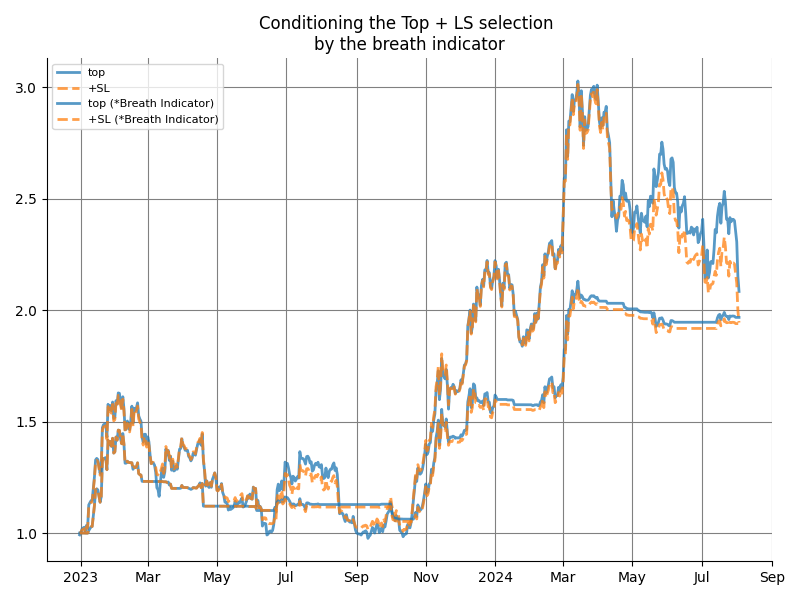 Conditioning the Top + LS selection
by the breath indicator
top
+SL
top (*Breath Indicator)
+SL (*Breath Indicator)
3.0
2.5
2.0
1.5
1.0
2023 Mar May Jul Sep Nov 2024 Mar May Jul Sep